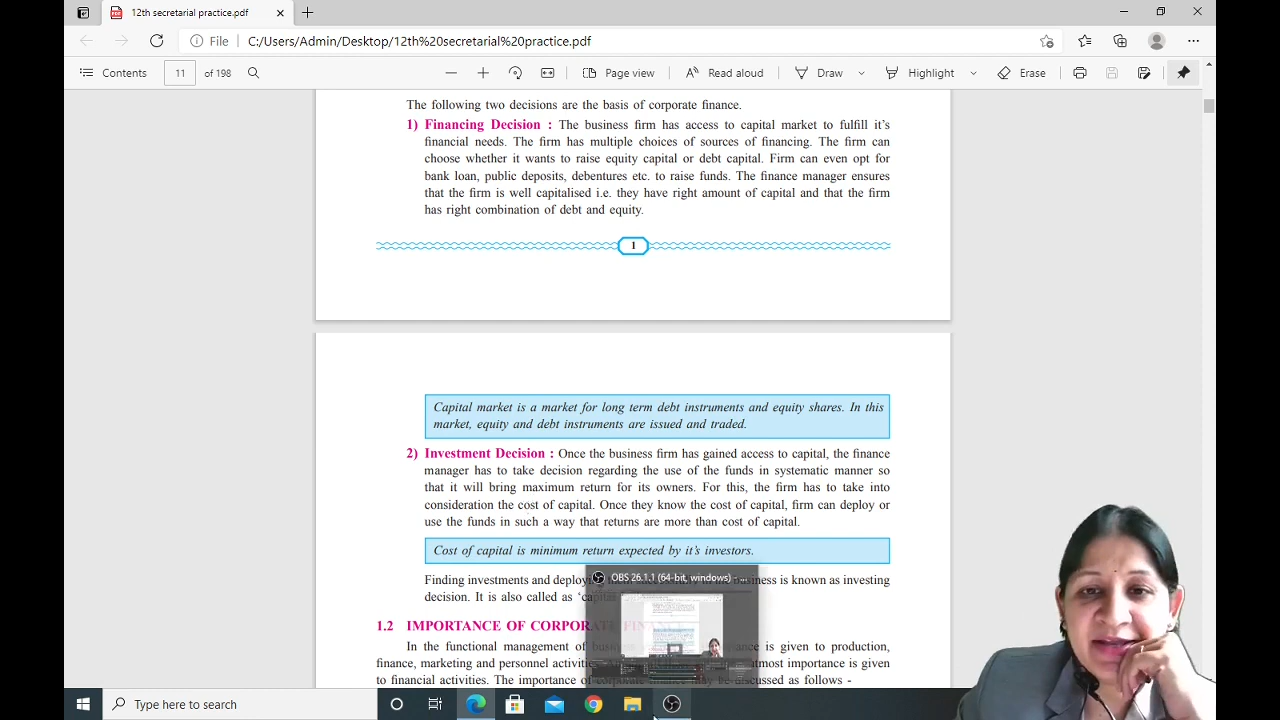 12th secretarial practice.pdf
File C:/Users/Admin/Desktop/12th%20secretarial%20practice.pdf
Contents 11 of 198 Page view Read aloud Draw Highlight Erase
The following two decisions are the basis of corporate finance.
1) Financing Decision : The business firm has access to capital market to fulfill it's
financial needs. The firm has multiple choices of sources of financing. The firm can
choose whether it wants to raise equity capital or debt capital. Firm can even opt for
bank loan, public deposits, debentures etc. to raise funds. The finance manager ensures
that the firm is well capitalised i.e. they have right amount of capital and that the firm
has right combination of debt and equity.
1
Capital market is a market for long term debt instruments and equity shares. In this
market, equity and debt instruments are issued and traded.
2) Investment Decision : Once the business firm has gained access to capital, the finance
manager has to take decision regarding the use of the funds in systematic manner so
that it will bring maximum return for its owners. For this, the firm has to take into
consideration the cost of capital. Once they know the cost of capital, firm can deploy or
use the funds in such a way that returns are more than cost of capital.
Cost of capital is minimum return expected by it's investors.
OBS 26.1.1 (64-bit, windows) - ...
Finding investments and deploy business is known as investing
decision. It is also called as 'cap
1.2 IMPORTANCE OF CORPORATE FINANCE
In the functional management of is given to production,
finance, marketing and personnel activit utmost importance is given
to financial activities. The importance of be discussed as follows -
Type here to search